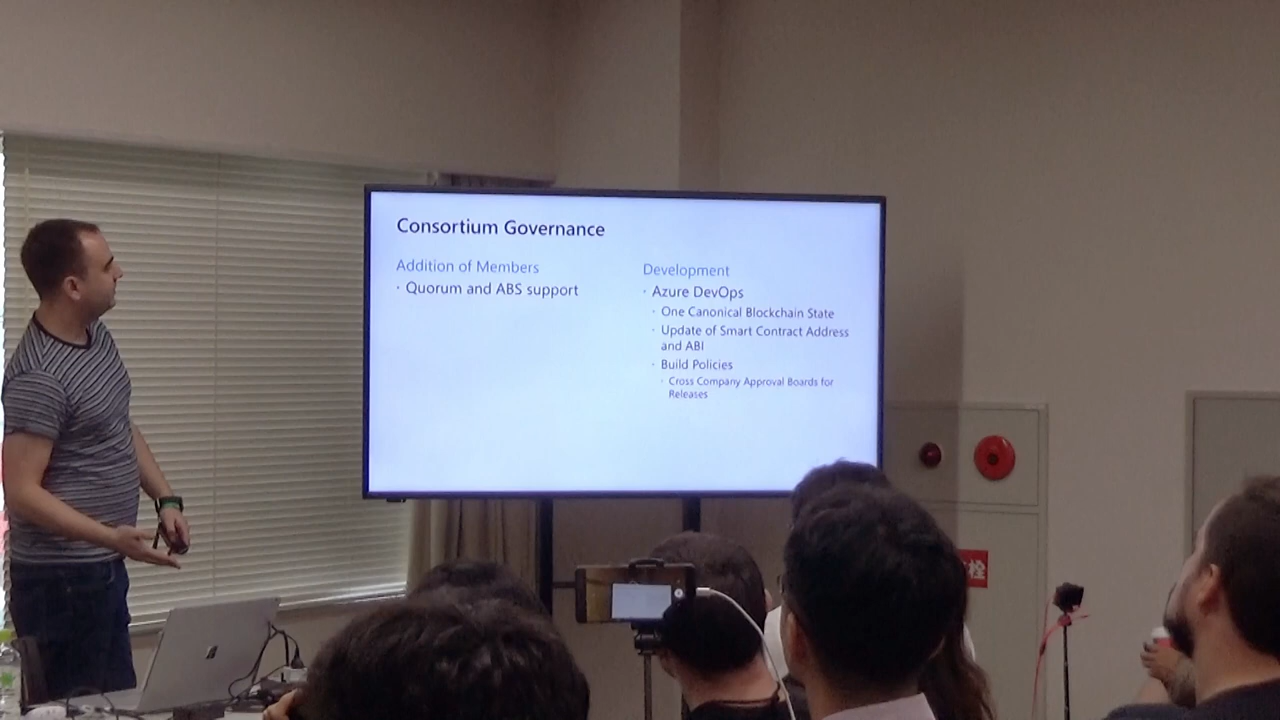 Consortium Governance
Addition of Members
· Quorum and ABS support
Development
· Azure DevOps
· One Canonical Blockchain State
· Update of Smart Contract Address
and ABI
· Build Policies
· Cross Company Approval Boards for
Releases
栓